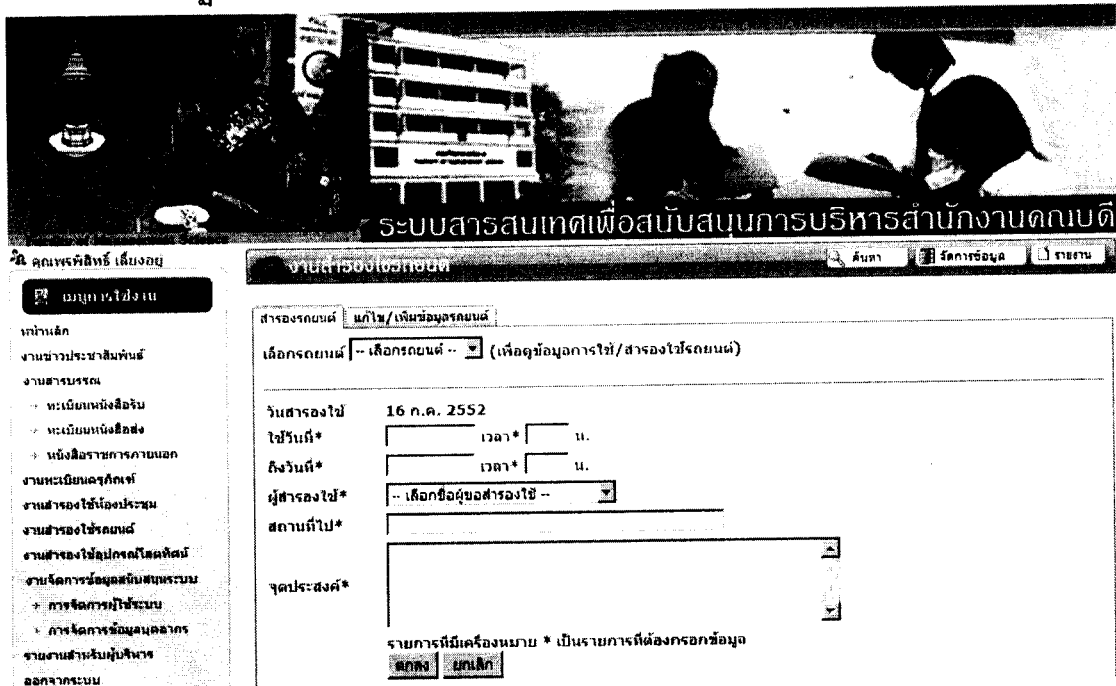 ระบบสารสนเทศเพื่อสนับสนุนการบริหารสำนักงานคณบดี
คุณพรพิสิทธิ์ เลี้ยงอยู่
งานสำรองใช้รถยนต์
ค้นหา จัดการข้อมูล รายงาน
เมนูการใช้งาน
หน้าหลัก
งานข่าวประชาสัมพันธ์
งานสารบรรณ
ทะเบียนหนังสือรับ
ทะเบียนหนังสือส่ง
หนังสือราชการภายนอก
งานทะเบียนครุภัณฑ์
งานสำรองใช้ห้องประชุม
งานสำรองใช้รถยนต์
งานสำรองใช้อุปกรณ์โสตทัศน์
งานจัดการข้อมูลสนับสนุนระบบ
การจัดการผู้ใช้ระบบ
การจัดการข้อมูลบุคลากร
รายงานสำหรับผู้บริหาร
ออกจากระบบ
สำรองรถยนต์ แก้ไข/เพิ่มข้อมูลรถยนต์
เลือกรถยนต์ -- เลือกรถยนต์ -- (เพื่อดูข้อมูลการใช้/สำรองใช้รถยนต์)
วันสำรองใช้ 16 ก.ค. 2552
ใช้วันที่* เวลา* น.
ถึงวันที่* เวลา* น.
ผู้สำรองใช้* -- เลือกชื่อผู้ขอสำรองใช้ --
สถานที่ไป*
จุดประสงค์*
รายการที่มีเครื่องหมาย * เป็นรายการที่ต้องกรอกข้อมูล
ตกลง ยกเลิก